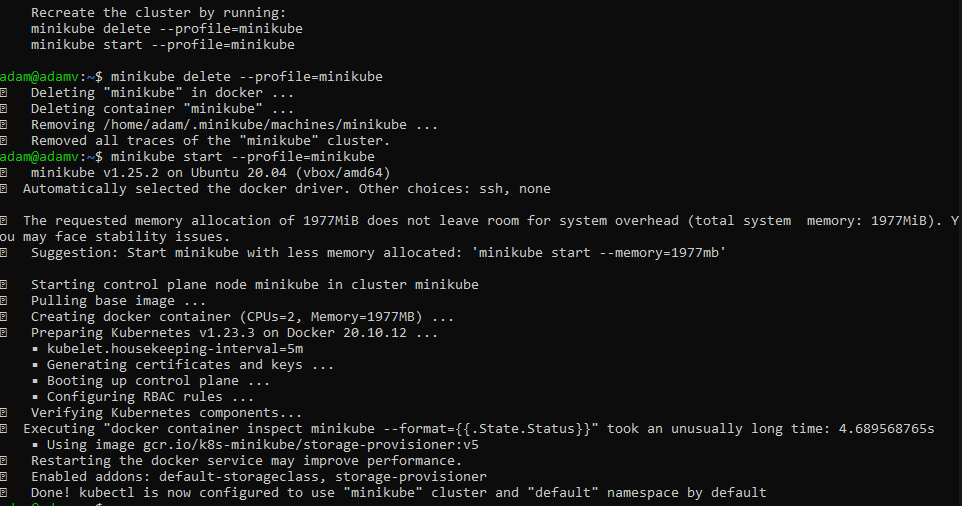 Recreate the cluster by running:
minikube delete --profile=minikube
minikube start --profile=minikube
adam@adamv:~$ minikube delete --profile=minikube
Deleting "minikube" in docker ...
Deleting container "minikube" ...
Removing /home/adam/.minikube/machines/minikube ...
Removed all traces of the "minikube" cluster.
adam@adamv:~$ minikube start --profile=minikube
minikube v1.25.2 on Ubuntu 20.04 (vbox/amd64)
Automatically selected the docker driver. Other choices: ssh, none
The requested memory allocation of 1977MiB does not leave room for system overhead (total system  memory: 1977MiB). Y
ou may face stability issues.
Suggestion: Start minikube with less memory allocated: 'minikube start --memory=1977mb'
Starting control plane node minikube in cluster minikube
Pulling base image ...
Creating docker container (CPUs=2, Memory=1977MB) ...
Preparing Kubernetes v1.23.3 on Docker 20.10.12 ...
▪ kubelet.housekeeping-interval=5m
▪ Generating certificates and keys ...
▪ Booting up control plane ...
▪ Configuring RBAC rules ...
Verifying Kubernetes components...
Executing "docker container inspect minikube --format={{.State.Status}}" took an unusually long time: 4.689568765s
▪ Using image gcr.io/k8s-minikube/storage-provisioner:v5
Restarting the docker service may improve performance.
Enabled addons: default-storageclass, storage-provisioner
Done! kubectl is now configured to use "minikube" cluster and "default" namespace by default